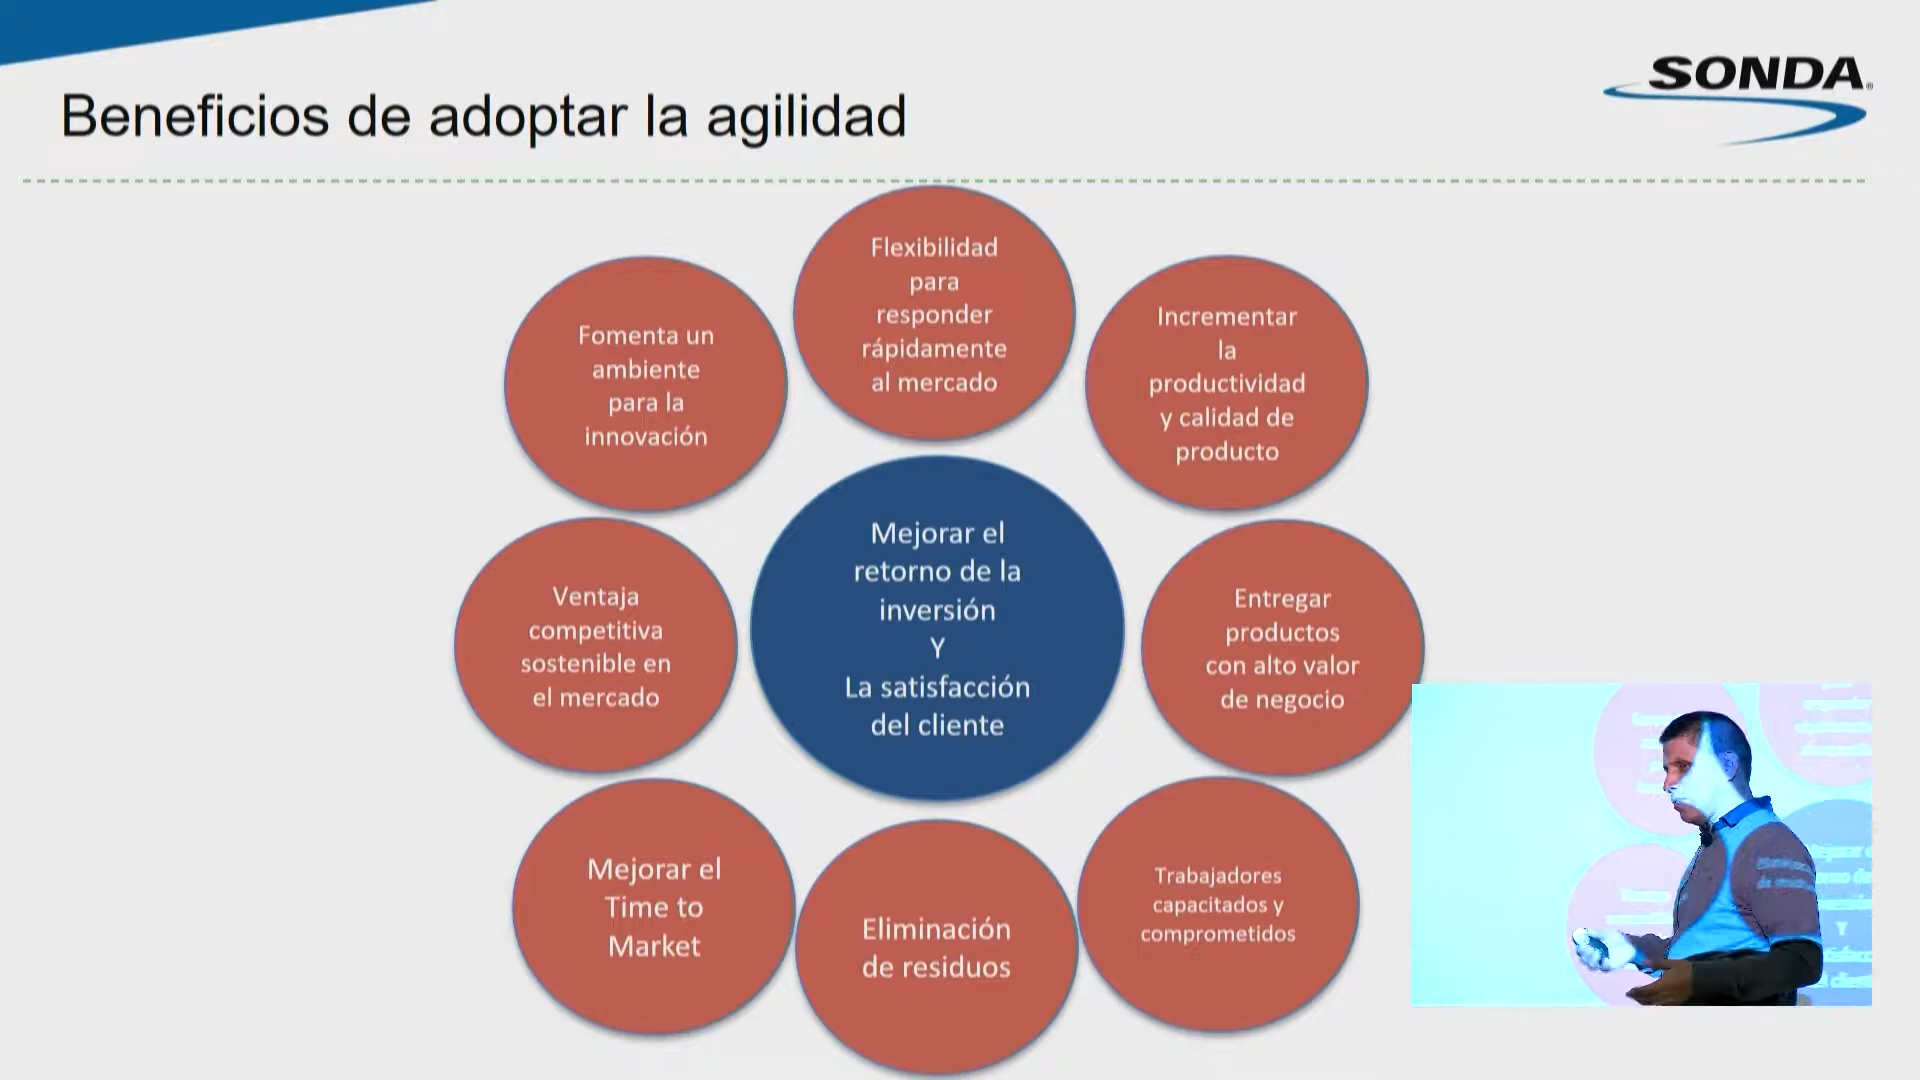 SONDA
Beneficios de adoptar la agilidad
Flexibilidad
para
responder
rápidamente
al mercado
Incrementar
la
productividad
y calidad de
producto
Entregar
productos
con alto valor
de negocio
Trabajadores
capacitados y
comprometidos
Eliminación
de residuos
Mejorar el
Time to
Market
Ventaja
competitiva
sostenible en
el mercado
Fomenta un
ambiente
para la
innovación
Mejorar el
retorno de la
inversión
Y
La satisfacción
del cliente